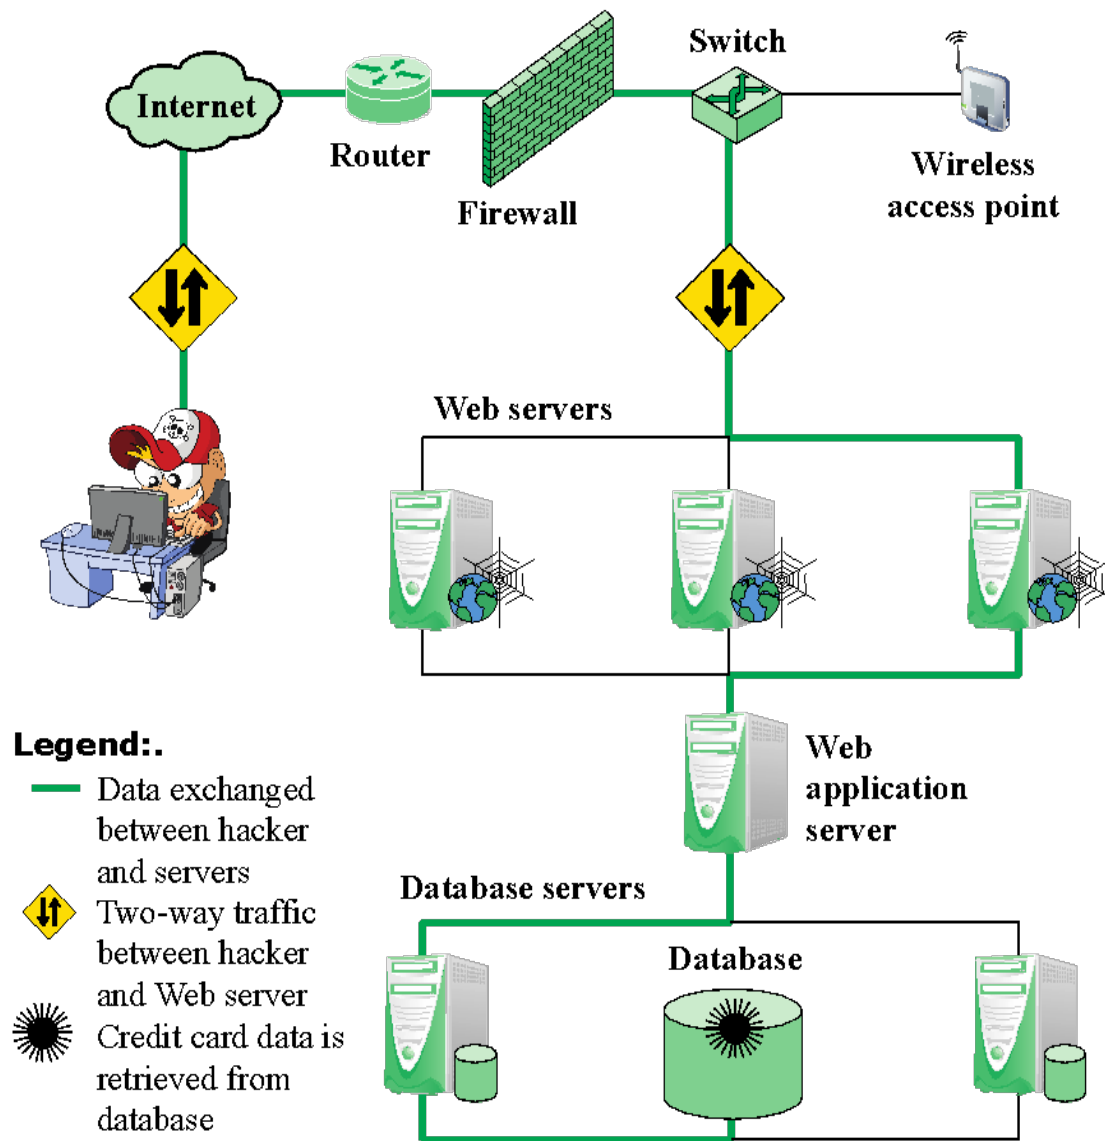 Switch
Internet
Router
Firewall
Wireless
access point
Web servers
Legend:.
Data exchanged
between hacker
and servers
Two-way traffic
between hacker
and Web server
Credit card data is
retrieved from
database
Web
application
server
Database servers
Database